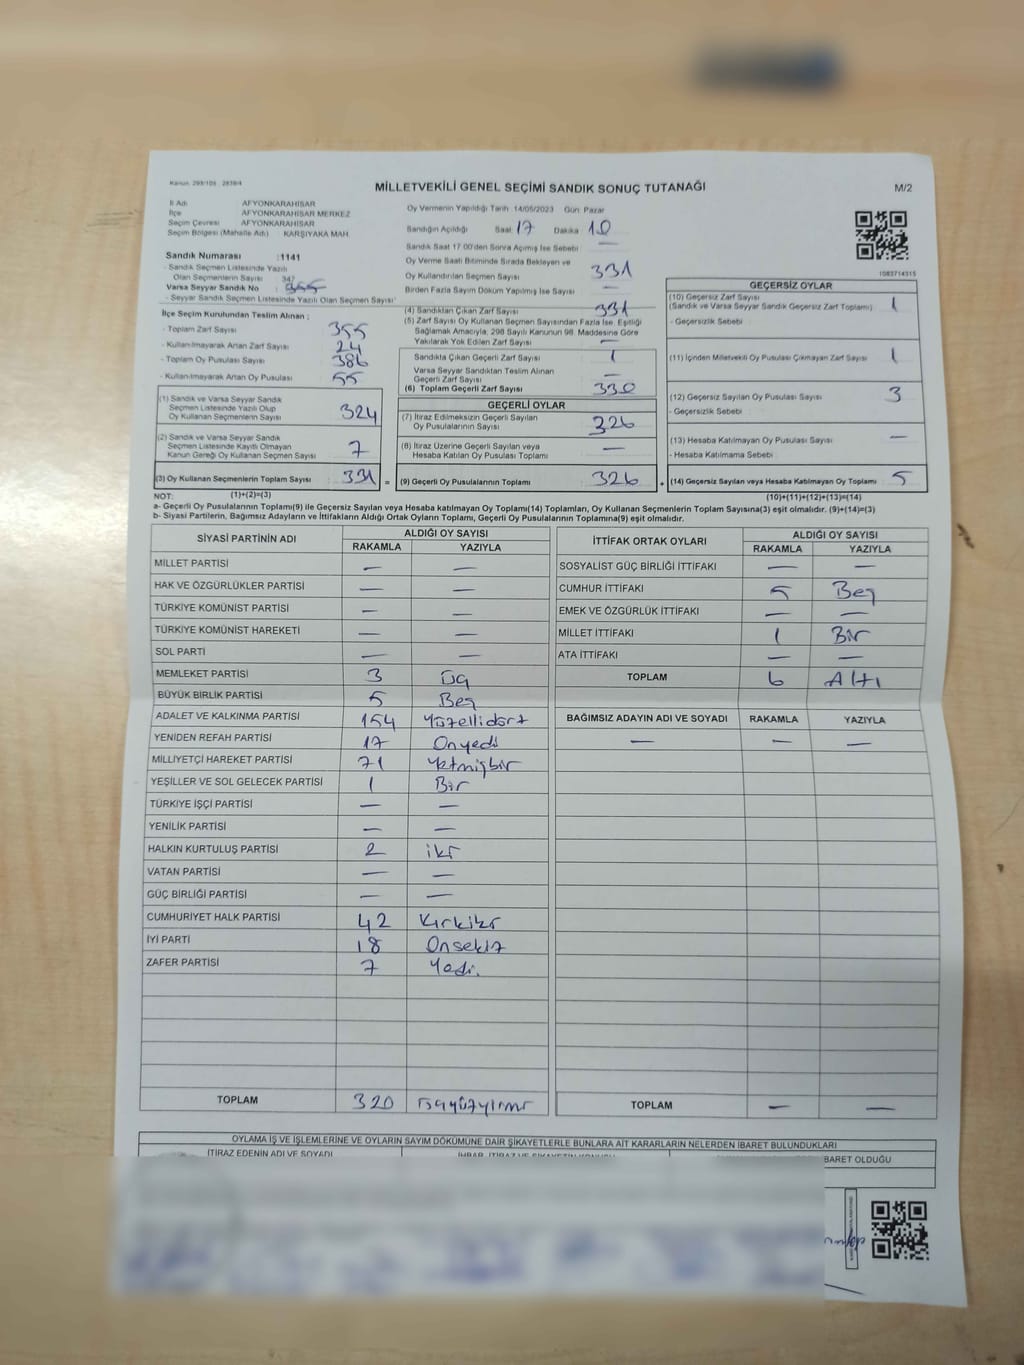 Kanun: 298/105 2839/4
MİLLETVEKİLİ GENEL SEÇİMİ SANDIK SONUÇ TUTANAĞI
M/2
İl Adı AFYONKARAHİSAR
İlçe AFYONKARAHİSAR MERKEZ
Seçim Çevresi AFYONKARAHİSAR
Seçim Bölgesi (Mahalle Adı) KARŞIYAKA MAH.
Sandık Numarası :1141
- Sandık Seçmen Listesinde Yazılı
Olan Seçmenlerin Sayısı 347
Varsa Seyyar Sandık No
- Seyyar Sandık Seçmen Listesinde Yazılı Olan Seçmen Sayısı
İlçe Seçim Kurulundan Teslim Alınan :
- Toplam Zarf Sayısı 355
- Kullanılmayarak Artan Zarf Sayısı 24
- Toplam Oy Pusulası Sayısı 386
- Kullanılmayarak Artan Oy Pusulası 55
(1) Sandık ve Varsa Seyyar Sandık
Seçmen Listesinde Yazılı Olup
Oy Kullanan Seçmenlerin Sayısı 324
(2) Sandık ve Varsa Seyyar Sandık
Seçmen Listesinde Kayıtlı Olmayan
Kanun Gereği Oy Kullanan Seçmen Sayısı 7
(3) Oy Kullanan Seçmenlerin Toplam Sayısı 331 =
(1)+(2)=(3)
Oy Vermenin Yapıldığı Tarih 14/05/2023 Gün Pazar
Sandığın Açıldığı Saat 17 Dakika 10
Sandık Saat 17:00'den Sonra Açılmış İse Sebebi —
Oy Verme Saati Bitiminde Sırada Bekleyen ve
Oy Kullandırılan Seçmen Sayısı 331
Birden Fazla Sayım Döküm Yapılmış İse Sayısı —
(4) Sandıktan Çıkan Zarf Sayısı 331
(5) Zarf Sayısı Oy Kullanan Seçmen Sayısından Fazla İse, Eşitliği
Sağlamak Amacıyla, 298 Sayılı Kanunun 98. Maddesine Göre
Yakılarak Yok Edilen Zarf Sayısı —
Sandıkta Çıkan Geçerli Zarf Sayısı 1
Varsa Seyyar Sandıktan Teslim Alınan
Geçerli Zarf Sayısı —
(6) Toplam Geçerli Zarf Sayısı 330
GEÇERLİ OYLAR
(7) İtiraz Edilmeksizin Geçerli Sayılan
Oy Pusulalarının Sayısı 326
(8) İtiraz Üzerine Geçerli Sayılan veya
Hesaba Katılan Oy Pusulası Toplamı —
(9) Geçerli Oy Pusulalarının Toplamı 326 +
1083714315
GEÇERSİZ OYLAR
(10) Geçersiz Zarf Sayısı
(Sandık ve Varsa Seyyar Sandık Geçersiz Zarf Toplamı) 1
- Geçersizlik Sebebi
(11) İçinden Milletvekili Oy Pusulası Çıkmayan Zarf Sayısı 1
(12) Geçersiz Sayılan Oy Pusulası Sayısı 3
- Geçersizlik Sebebi
(13) Hesaba Katılmayan Oy Pusulası Sayısı —
- Hesaba Katılmama Sebebi
(14) Geçersiz Sayılan veya Hesaba Katılmayan Oy Toplamı 5
(10)+(11)+(12)+(13)=(14)
NOT:
a- Geçerli Oy Pusulalarının Toplamı(9) ile Geçersiz Sayılan veya Hesaba katılmayan Oy Toplamı(14) Toplamları, Oy Kullanan Seçmenlerin Toplam Sayısına(3) eşit olmalıdır. (9)+(14)=(3)
b- Siyasi Partilerin, Bağımsız Adayların ve İttifakların Aldığı Ortak Oyların Toplamı, Geçerli Oy Pusulalarının Toplamına(9) eşit olmalıdır.
SİYASİ PARTİNİN ADI ALDIĞI OY SAYISI
RAKAMLA YAZIYLA
MİLLET PARTİSİ — —
HAK VE ÖZGÜRLÜKLER PARTİSİ — —
TÜRKİYE KOMÜNİST PARTİSİ — —
TÜRKİYE KOMÜNİST HAREKETİ — —
SOL PARTİ — —
MEMLEKET PARTİSİ 3 Üç
BÜYÜK BİRLİK PARTİSİ 5 Beş
ADALET VE KALKINMA PARTİSİ 154 Yüzellidört
YENİDEN REFAH PARTİSİ 17 Onyedi
MİLLİYETÇİ HAREKET PARTİSİ 71 Yetmişbir
YEŞİLLER VE SOL GELECEK PARTİSİ 1 Bir
TÜRKİYE İŞÇİ PARTİSİ — —
YENİLİK PARTİSİ — —
HALKIN KURTULUŞ PARTİSİ 2 iki
VATAN PARTİSİ — —
GÜÇ BİRLİĞİ PARTİSİ — —
CUMHURİYET HALK PARTİSİ 42 Kırkiki
İYİ PARTİ 18 Onsekiz
ZAFER PARTİSİ 7 Yedi.
TOPLAM 320 üçyüzyirmi
İTTİFAK ORTAK OYLARI ALDIĞI OY SAYISI
RAKAMLA YAZIYLA
SOSYALİST GÜÇ BİRLİĞİ İTTİFAKI — —
CUMHUR İTTİFAKI 5 Beş
EMEK VE ÖZGÜRLÜK İTTİFAKI — —
MİLLET İTTİFAKI 1 Bir
ATA İTTİFAKI — —
TOPLAM 6 Altı
BAĞIMSIZ ADAYIN ADI VE SOYADI RAKAMLA YAZIYLA
— — —
TOPLAM — —
OYLAMA İŞ VE İŞLEMLERİNE VE OYLARIN SAYIM DÖKÜMÜNE DAİR ŞİKAYETLERLE BUNLARA AİT KARARLARIN NELERDEN İBARET BULUNDUKLARI
İTİRAZ EDENİN ADI VE SOYADI
BARET OLDUĞU